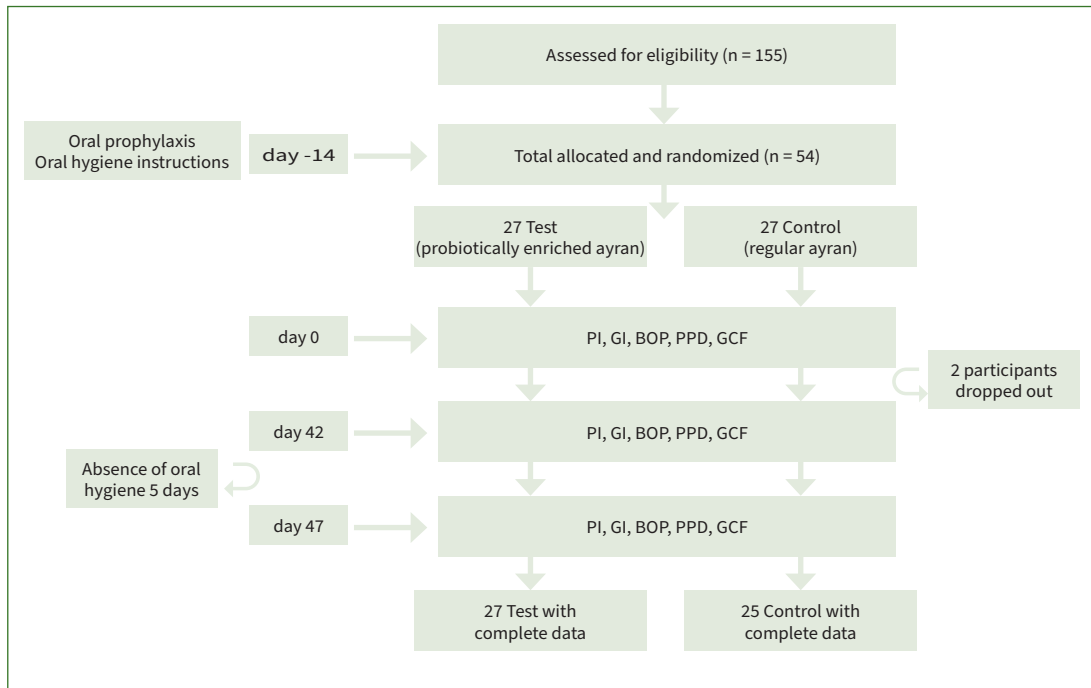 Assessed for eligibility (n = 155)
Oral prophylaxis
Oral hygiene instructions
day -14
Total allocated and randomized (n = 54)
27 Test
(probiotically enriched ayran)
27 Control
(regular ayran)
day 0
PI, GI, BOP, PPD, GCF
2 participants
dropped out
day 42
PI, GI, BOP, PPD, GCF
Absence of oral
hygiene 5 days
day 47
PI, GI, BOP, PPD, GCF
27 Test with
complete data
25 Control with
complete data